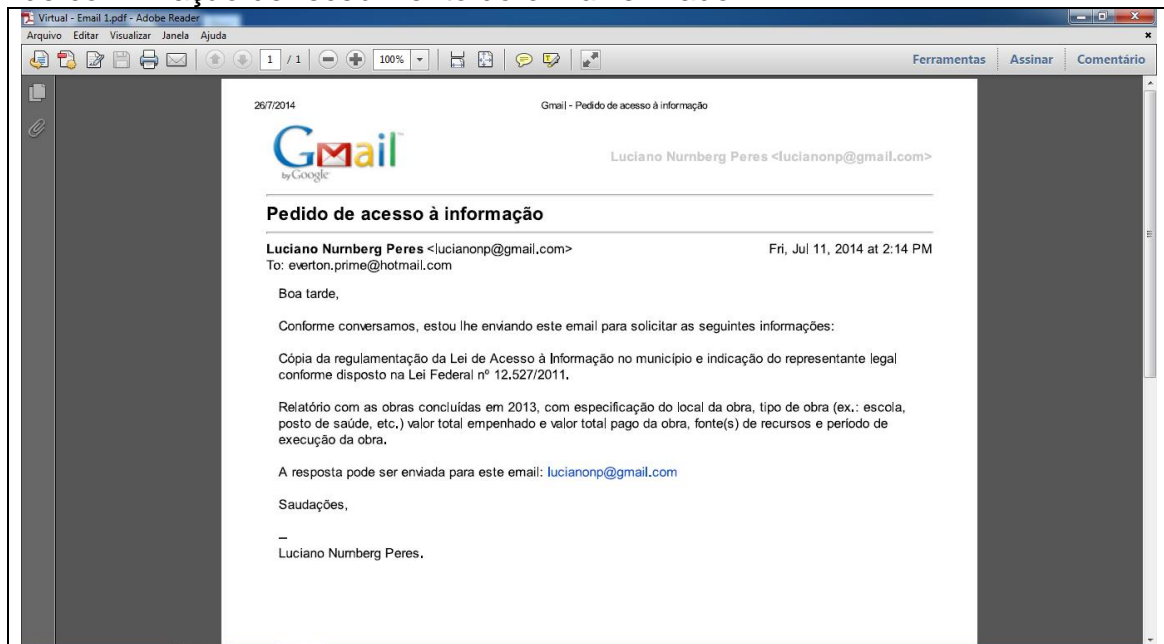 Virtual - Email 1.pdf - Adobe Reader
Arquivo Editar Visualizar Janela Ajuda
1 / 1 100% Ferramentas Assinar Comentário
26/7/2014 Gmail - Pedido de acesso à informação
Gmail
by Google
Luciano Nurnberg Peres <lucianonp@gmail.com>
Pedido de acesso à informação
Luciano Nurnberg Peres <lucianonp@gmail.com> Fri, Jul 11, 2014 at 2:14 PM
To: everton.prime@hotmail.com
Boa tarde,
Conforme conversamos, estou lhe enviando este email para solicitar as seguintes informações:
Cópia da regulamentação da Lei de Acesso à Informação no município e indicação do representante legal
conforme disposto na Lei Federal nº 12.527/2011.
Relatório com as obras concluídas em 2013, com especificação do local da obra, tipo de obra (ex.: escola,
posto de saúde, etc.) valor total empenhado e valor total pago da obra, fonte(s) de recursos e período de
execução da obra.
A resposta pode ser enviada para este email: lucianonp@gmail.com
Saudações,
–
Luciano Nurnberg Peres.